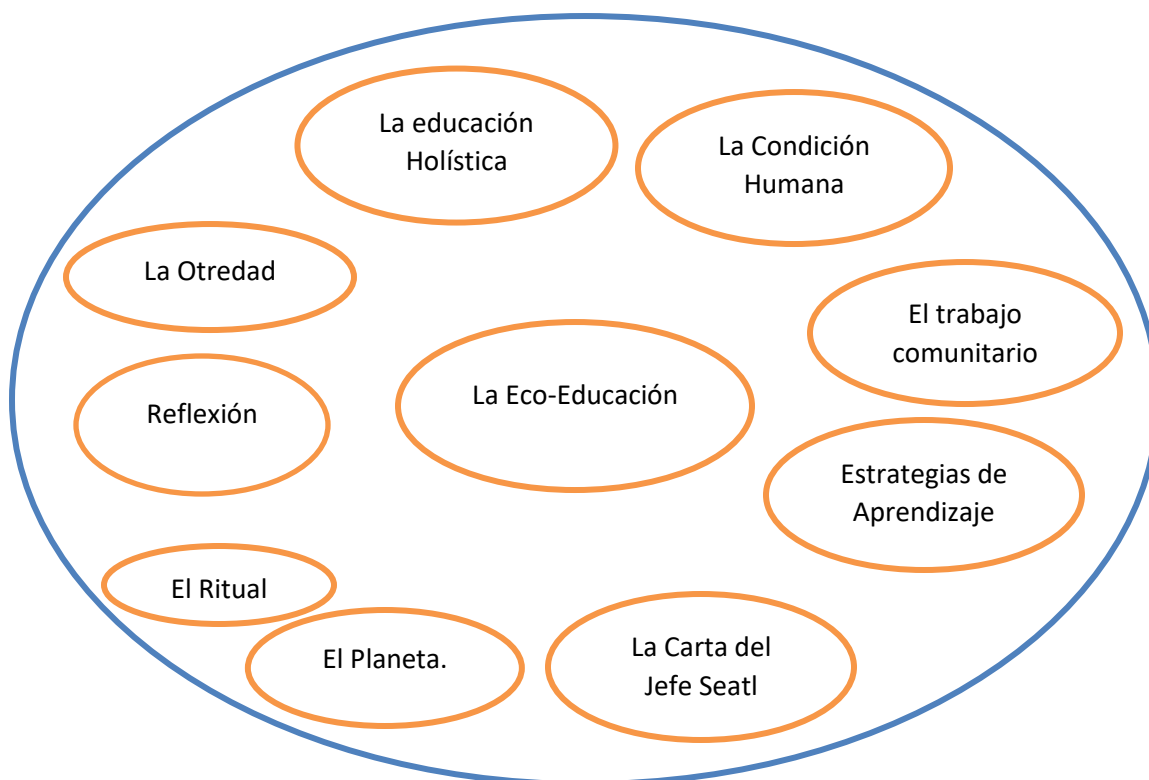 La educación
Holística
La Condición
Humana
La Otredad
El trabajo
comunitario
La Eco-Educación
Reflexión
Estrategias de
Aprendizaje
El Ritual
El Planeta.
La Carta del
Jefe Seatl